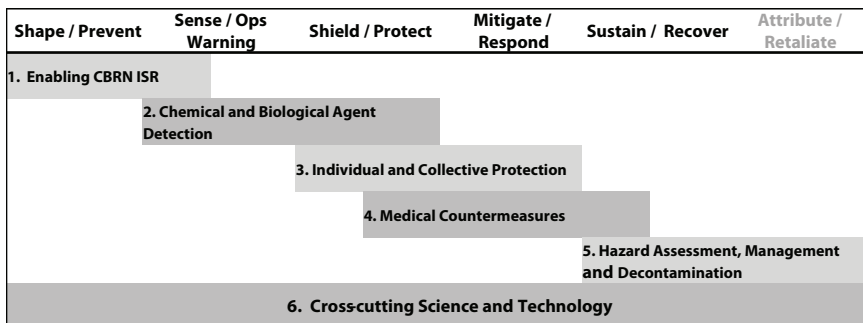 Shape / Prevent
Sense / Ops
Warning
Shield / Protect
Mitigate /
Respond
Sustain / Recover
Attribute /
Retaliate
1. Enabling CBRN ISR
2. Chemical and Biological Agent
Detection
3. Individual and Collective Protection
4. Medical Countermeasures
5. Hazard Assessment, Management
and Decontamination
6. Cross-cutting Science and Technology